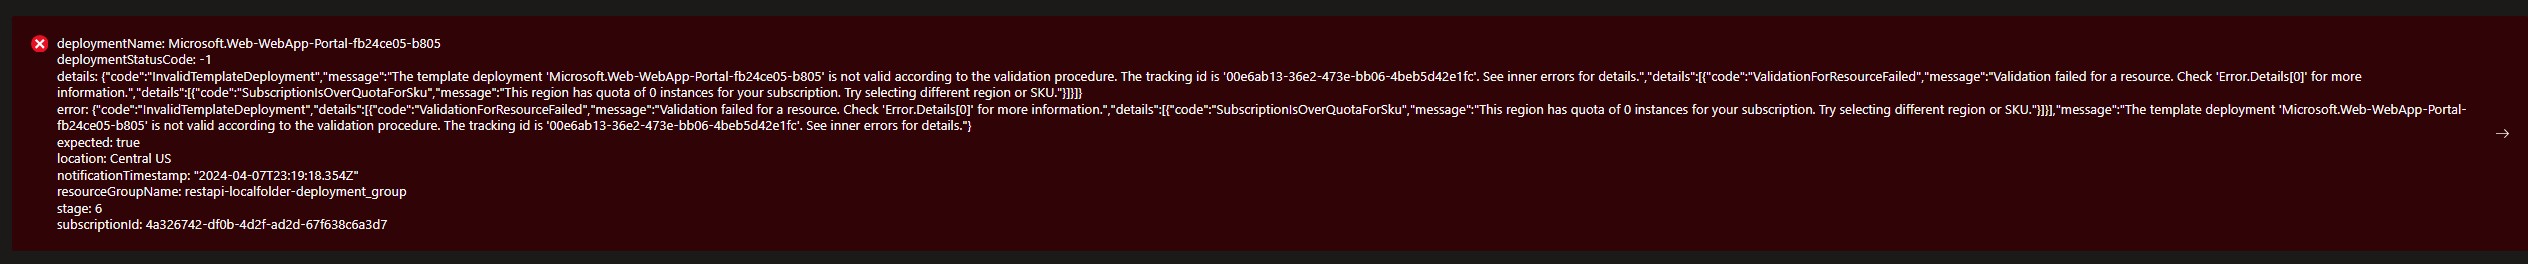 deploymentName: Microsoft.Web-WebApp-Portal-fb24ce05-b805
deploymentStatusCode: -1
details: {"code":"InvalidTemplateDeployment","message":"The template deployment 'Microsoft.Web-WebApp-Portal-fb24ce05-b805' is not valid according to the validation procedure. The tracking id is '00e6ab13-36e2-473e-bb06-4beb5d42e1fc'. See inner errors for details.","details":[{"code":"ValidationForResourceFailed","message":"Validation failed for a resource. Check 'Error.Details[0]' for more
information.","details":[{"code":"SubscriptionIsOverQuotaForSku","message":"This region has quota of 0 instances for your subscription. Try selecting different region or SKU."}]}]}
error: {"code":"InvalidTemplateDeployment","details":[{"code":"ValidationForResourceFailed","message":"Validation failed for a resource. Check 'Error.Details[0]' for more information.","details":[{"code":"SubscriptionIsOverQuotaForSku","message":"This region has quota of 0 instances for your subscription. Try selecting different region or SKU."}]}],"message":"The template deployment 'Microsoft.Web-WebApp-Portal-
fb24ce05-b805' is not valid according to the validation procedure. The tracking id is '00e6ab13-36e2-473e-bb06-4beb5d42e1fc'. See inner errors for details."}
expected: true
location: Central US
notificationTimestamp: "2024-04-07T23:19:18.354Z"
resourceGroupName: restapi-localfolder-deployment_group
stage: 6
subscriptionId: 4a326742-df0b-4d2f-ad2d-67f638c6a3d7